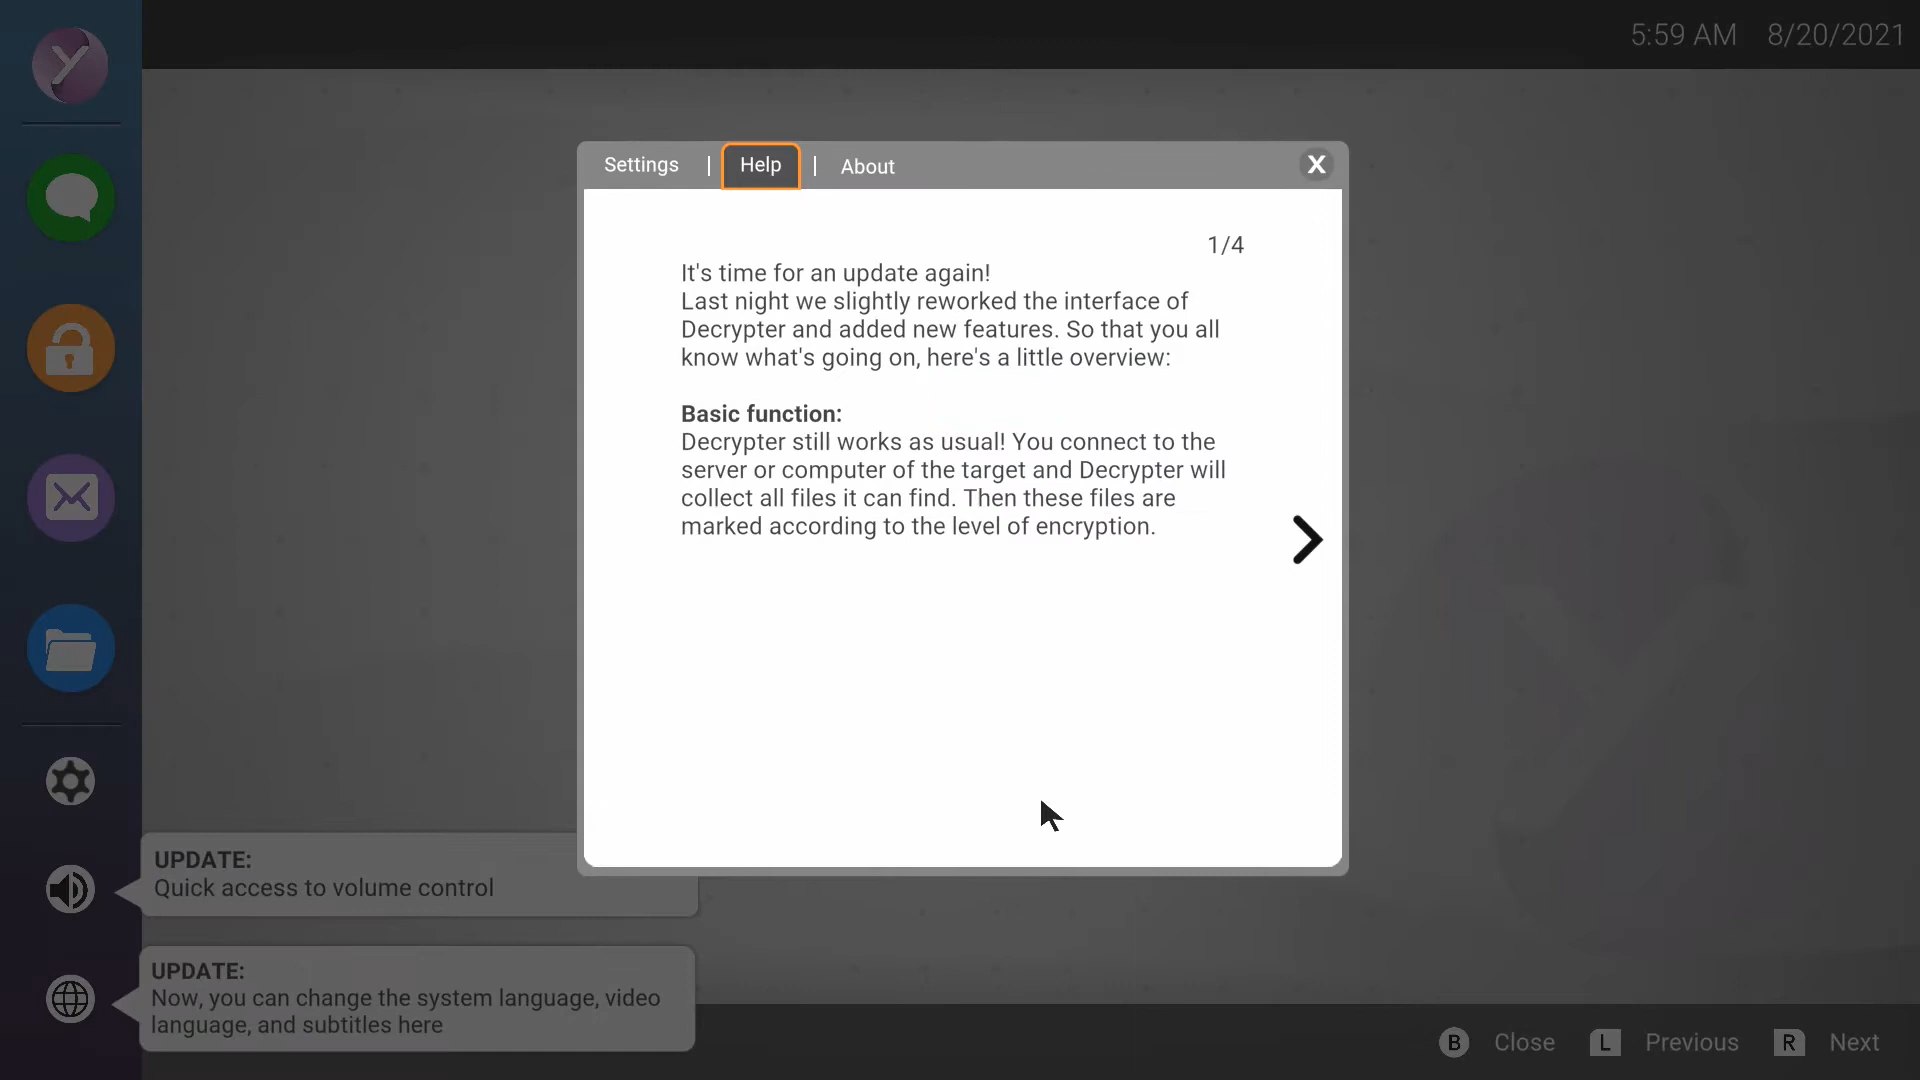 5:59 AM 8/20/2021
Settings | Help | About X
1/4
It's time for an update again!
Last night we slightly reworked the interface of
Decrypter and added new features. So that you all
know what's going on, here's a little overview:
Basic function:
Decrypter still works as usual! You connect to the
server or computer of the target and Decrypter will
collect all files it can find. Then these files are
marked according to the level of encryption.
UPDATE:
Quick access to volume control
UPDATE:
Now, you can change the system language, video
language, and subtitles here
B Close L Previous R Next